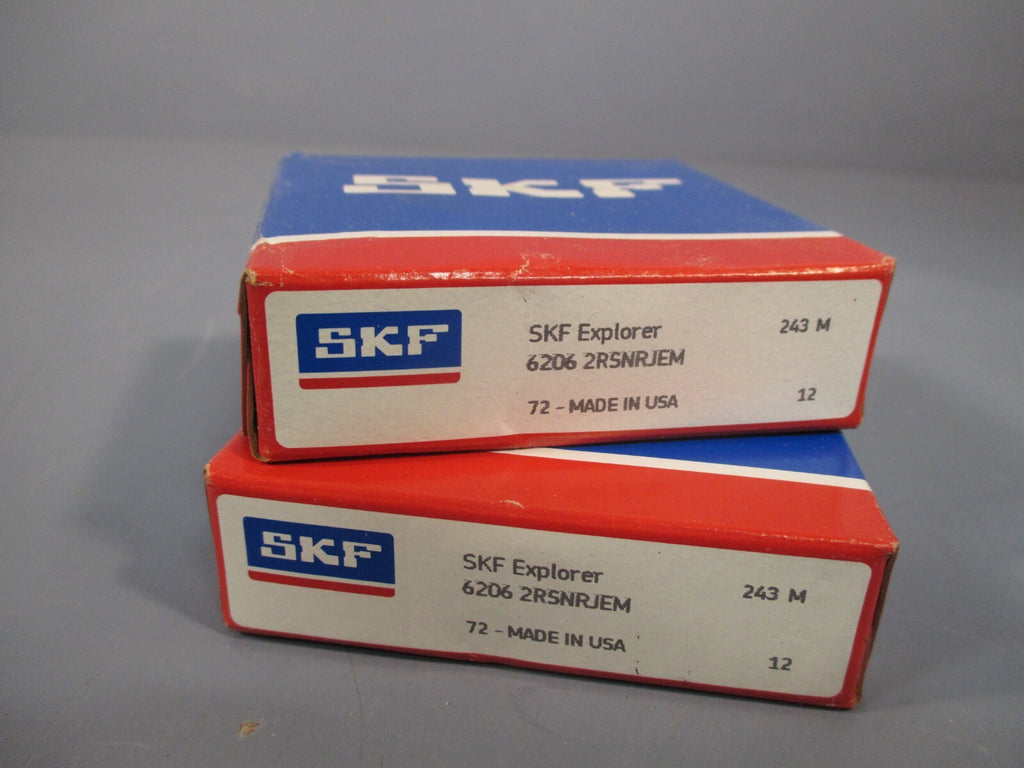 SKF
SKF
SKF Explorer
243 M
6206 2RSNRJEM
72 - MADE IN USA
12
SKF
SKF Explorer
243 M
6206 2RSNRJEM
72 - MADE IN USA
12